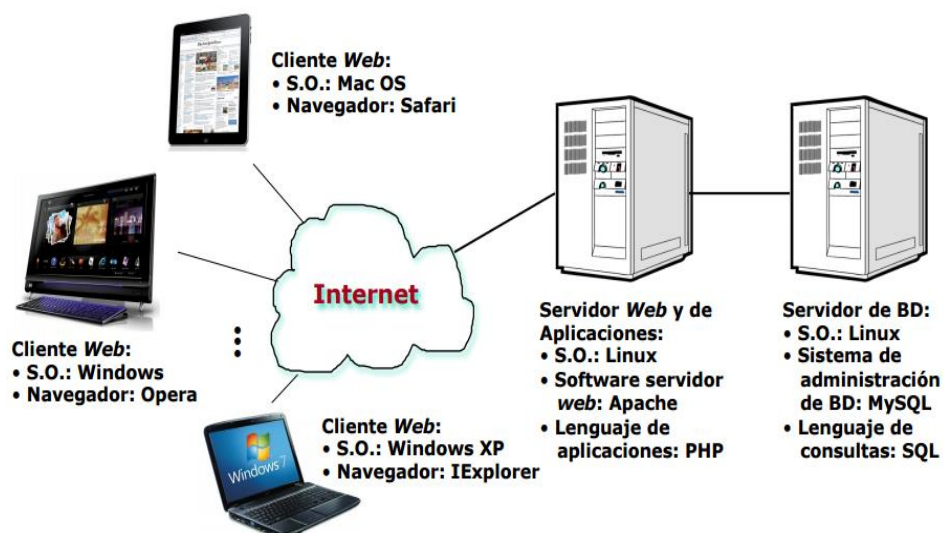 Cliente Web:
• S.O.: Mac OS
• Navegador: Safari
Cliente Web:
• S.O.: Windows
• Navegador: Opera
Internet
Cliente Web:
• S.O.: Windows XP
• Navegador: IExplorer
Windows 7
Servidor Web y de
Aplicaciones:
• S.O.: Linux
• Software servidor
web: Apache
• Lenguaje de
aplicaciones: PHP
Servidor de BD:
• S.O.: Linux
• Sistema de
administración
de BD: MySQL
• Lenguaje de
consultas: SQL